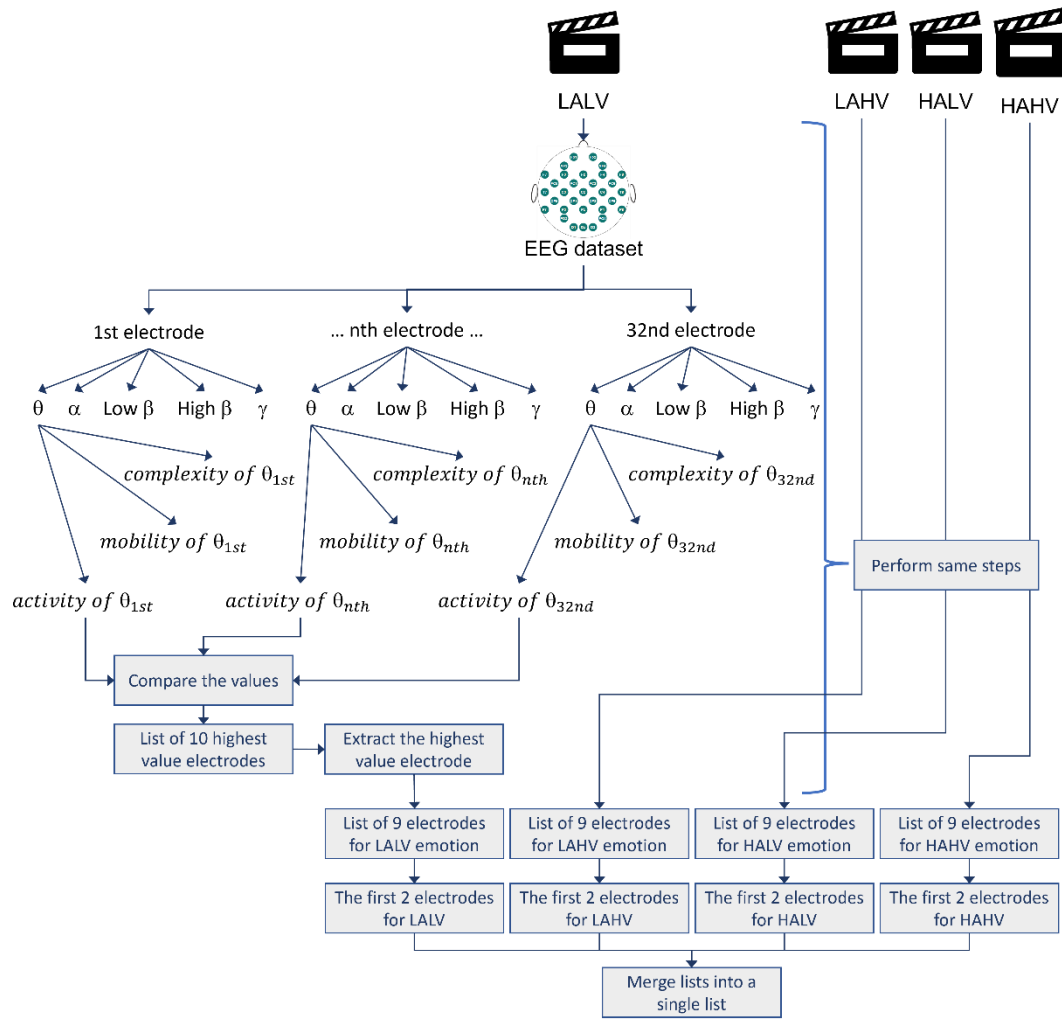 LALV
LAHV
HALV
HAHV
EEG dataset
1st electrode
... nth electrode ...
32nd electrode
θ α Low β High β γ
θ α Low β High β γ
θ α Low β High β γ
complexity of θ1st
complexity of θnth
complexity of θ32nd
mobility of θ1st
mobility of θnth
mobility of θ32nd
activity of θ1st
activity of θnth
activity of θ32nd
Perform same steps
Compare the values
List of 10 highest
value electrodes
Extract the highest
value electrode
List of 9 electrodes
for LALV emotion
List of 9 electrodes
for LAHV emotion
List of 9 electrodes
for HALV emotion
List of 9 electrodes
for HAHV emotion
The first 2 electrodes
for LALV
The first 2 electrodes
for LAHV
The first 2 electrodes
for HALV
The first 2 electrodes
for HAHV
Merge lists into a
single list